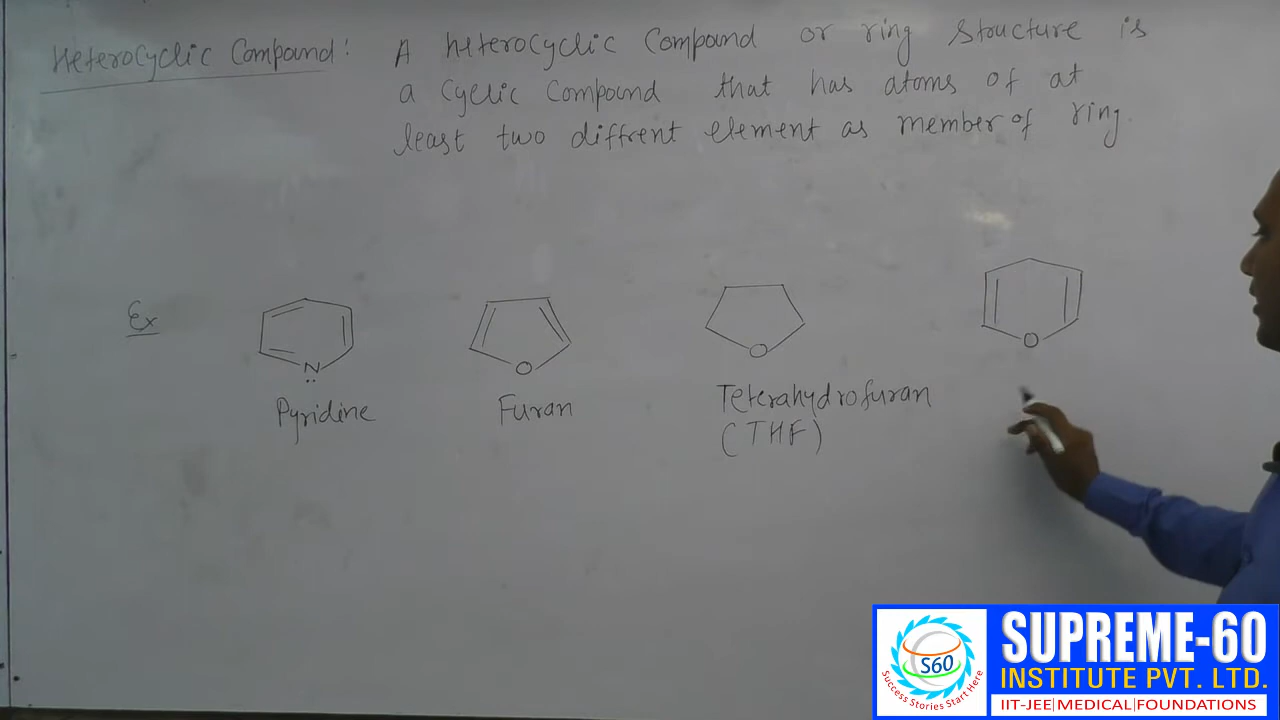 Heterocyclic Compound: A heterocyclic Compound or ring structure is
a cyclic compound that has atoms of at
least two diffrent element as member of ring
Ex
N
O
O
O
Pyridine
Furan
Teterahydrofuran
(THF)
S60
Success Stories Start Here
SUPREME-60
INSTITUTE PVT. LTD.
IIT-JEE|MEDICAL|FOUNDATIONS